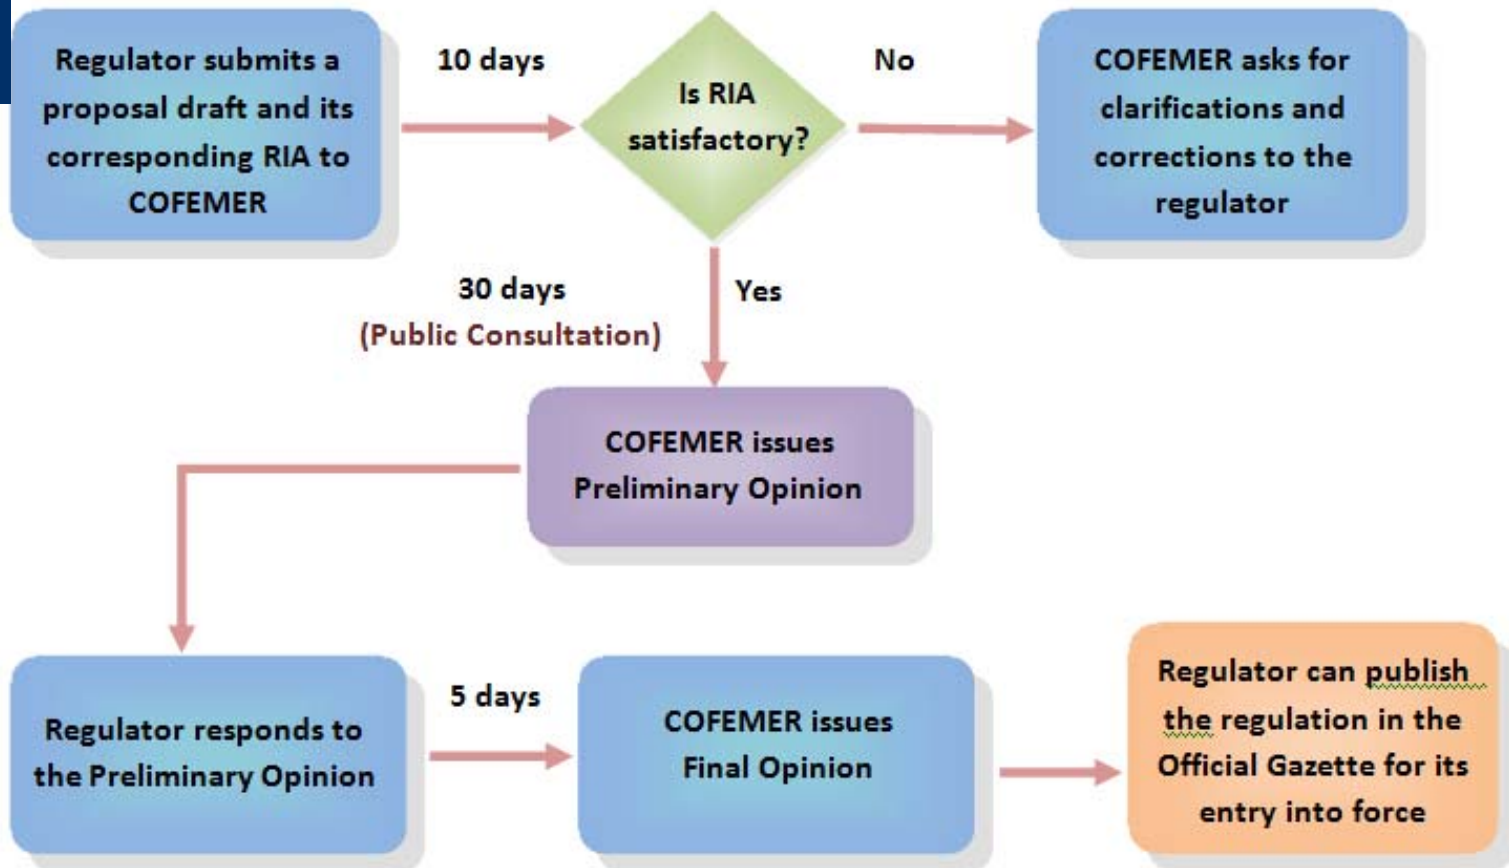 Regulator submits a
proposal draft and its
corresponding RIA to
COFEMER
10 days
Is RIA
satisfactory?
No
COFEMER asks for
clarifications and
corrections to the
regulator
30 days
(Public Consultation)
Yes
COFEMER issues
Preliminary Opinion
Regulator responds to
the Preliminary Opinion
5 days
COFEMER issues
Final Opinion
Regulator can publish
the regulation in the
Official Gazette for its
entry into force